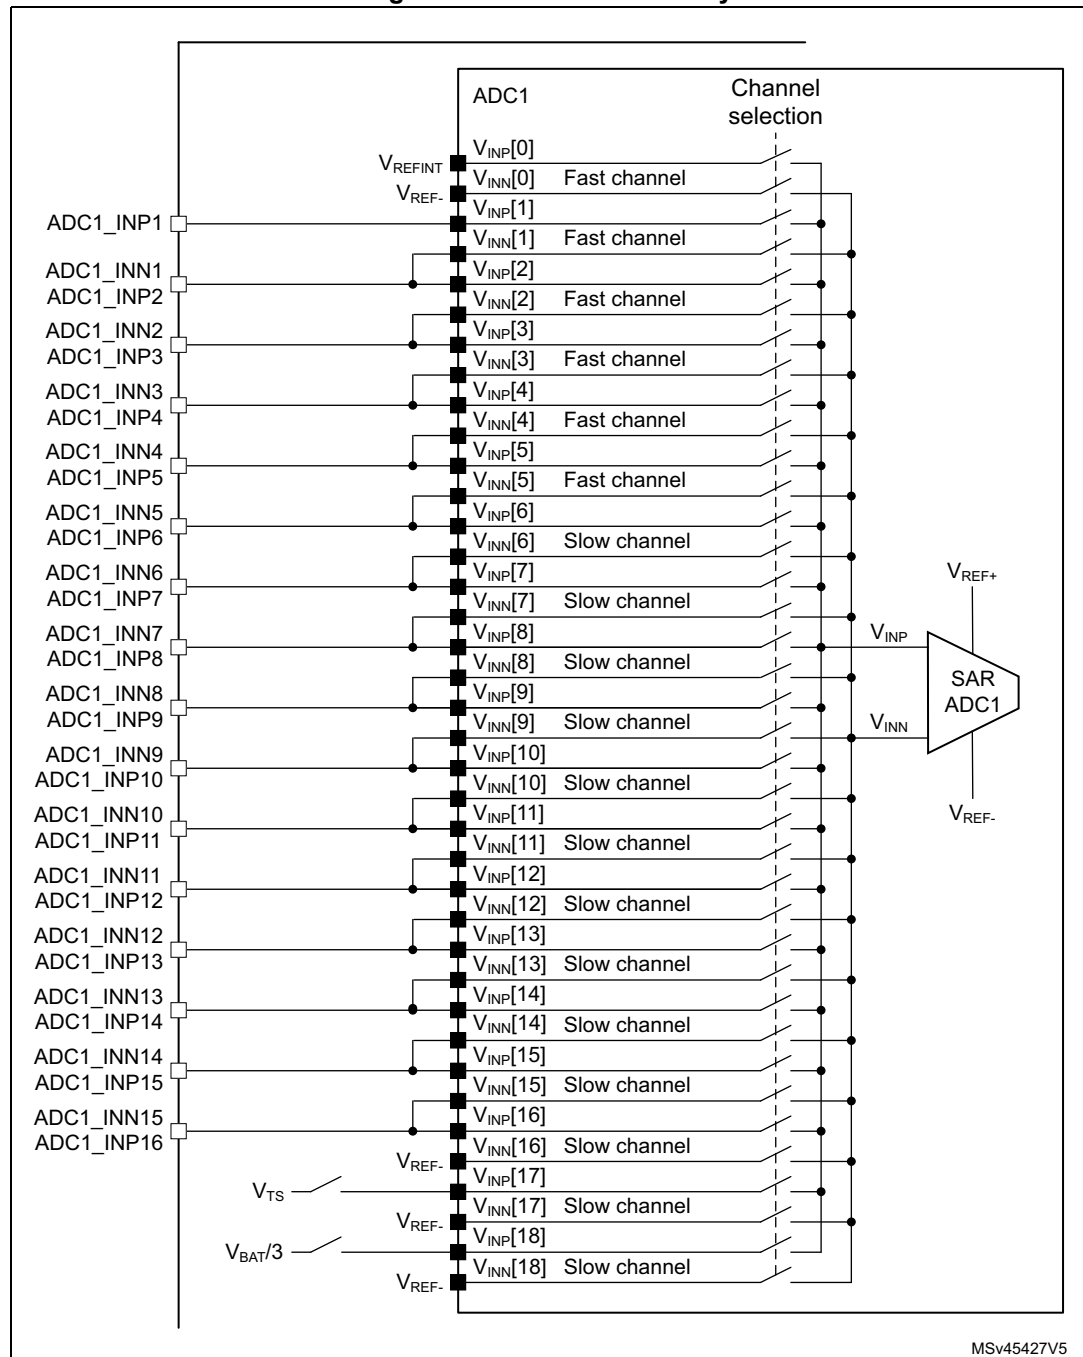 ADC1
Channel
selection
VINP[0]
VREFINT
VINN[0] Fast channel
VREF-
VINP[1]
ADC1_INP1
VINN[1] Fast channel
ADC1_INN1
VINP[2]
ADC1_INP2
VINN[2] Fast channel
ADC1_INN2
VINP[3]
ADC1_INP3
VINN[3] Fast channel
ADC1_INN3
VINP[4]
ADC1_INP4
VINN[4] Fast channel
ADC1_INN4
VINP[5]
ADC1_INP5
VINN[5] Fast channel
ADC1_INN5
VINP[6]
ADC1_INP6
VINN[6] Slow channel
ADC1_INN6
VINP[7]
VREF+
ADC1_INP7
VINN[7] Slow channel
ADC1_INN7
VINP[8]
VINP
ADC1_INP8
VINN[8] Slow channel
SAR
ADC1
ADC1_INN8
VINP[9]
ADC1_INP9
VINN[9] Slow channel
VINN
ADC1_INN9
VINP[10]
ADC1_INP10
VINN[10] Slow channel
ADC1_INN10
VINP[11]
VREF-
ADC1_INP11
VINN[11] Slow channel
ADC1_INN11
VINP[12]
ADC1_INP12
VINN[12] Slow channel
ADC1_INN12
VINP[13]
ADC1_INP13
VINN[13] Slow channel
ADC1_INN13
VINP[14]
ADC1_INP14
VINN[14] Slow channel
ADC1_INN14
VINP[15]
ADC1_INP15
VINN[15] Slow channel
ADC1_INN15
VINP[16]
ADC1_INP16
VINN[16] Slow channel
VREF-
VINP[17]
VTS
VINN[17] Slow channel
VREF-
VINP[18]
VBAT/3
VINN[18] Slow channel
VREF-
MSv45427V5